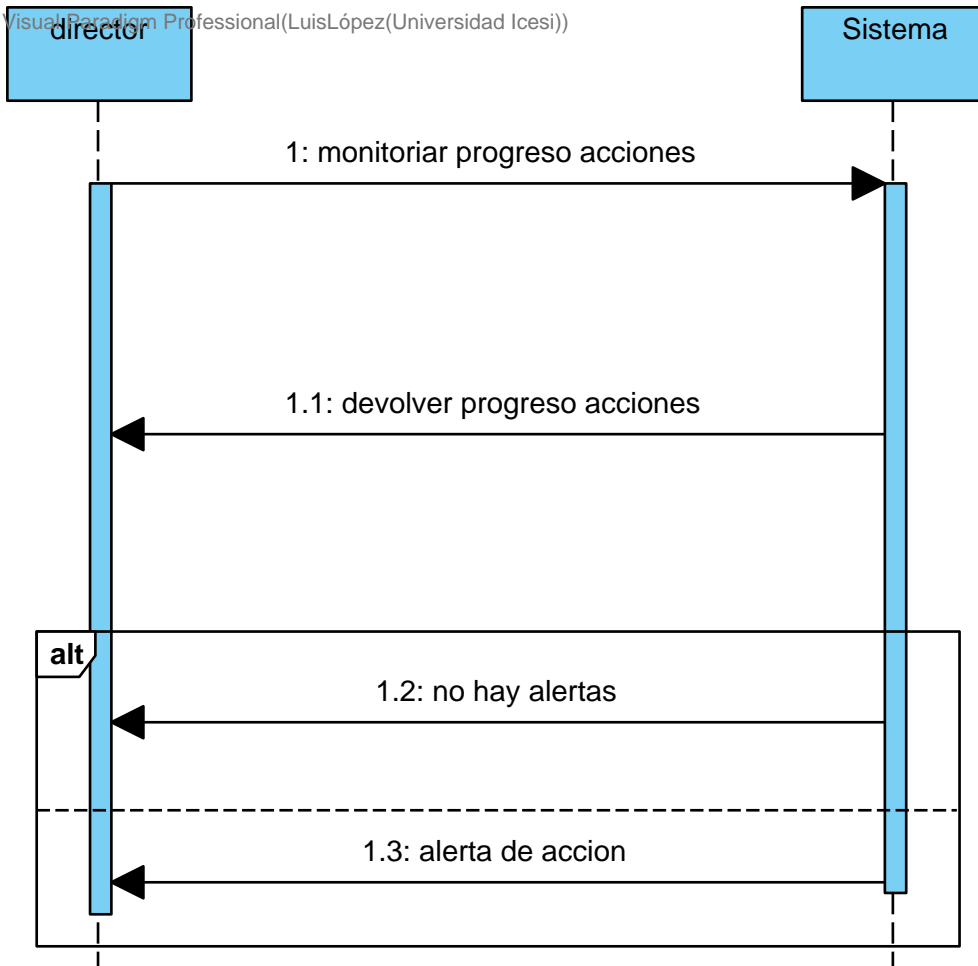 Visual Paradigm Professional(LuisLópez(Universidad Icesi))
director
Sistema
1: monitoriar progreso acciones
1.1: devolver progreso acciones
alt
1.2: no hay alertas
1.3: alerta de accion